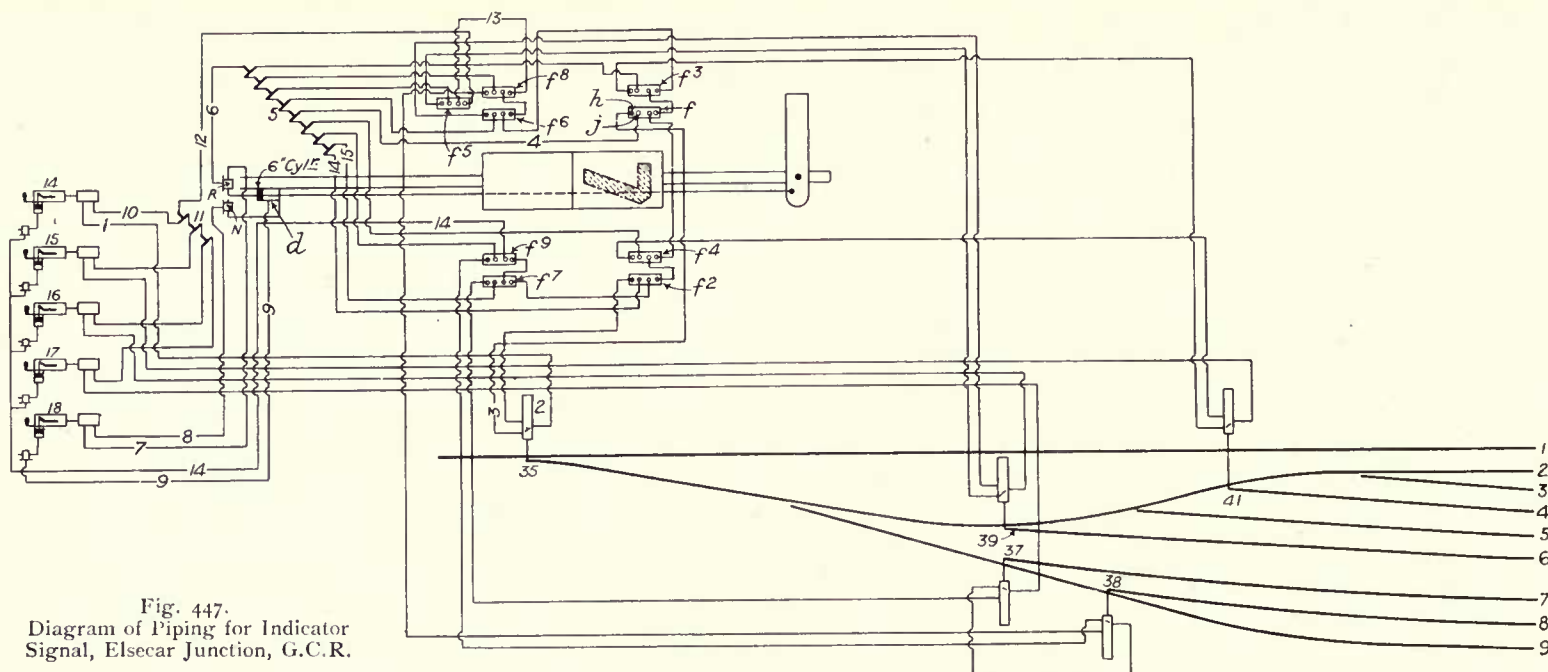 13
f8
f3
h
f
j
f6
f5
5
6
12
4
15
14
6"Cyl.
R
N
d
14
10
1
11
14
f9
f4
f7
f2
9
15
16
17
18
8
7
14
9
3
2
35
39
37
38
41
1
2
3
4
5
6
7
8
9
Fig. 447.
Diagram of Piping for Indicator
Signal, Elsecar Junction, G.C.R.